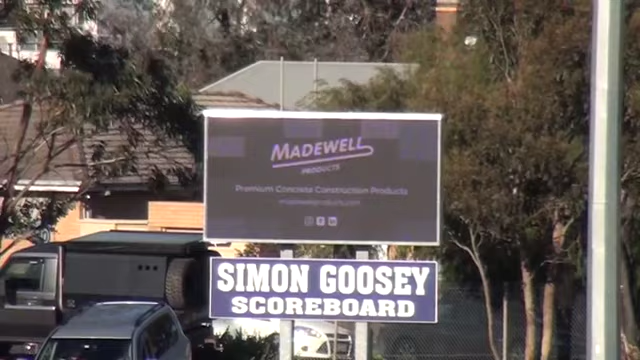 MADEWELL
PRODUCTS
Premium Concrete Construction Products
SIMON GOOSEY
SCOREBOARD